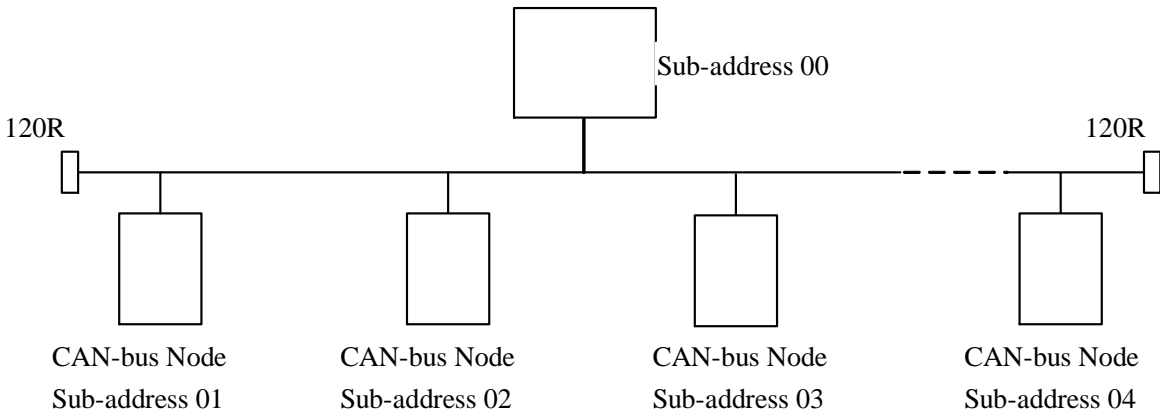 Sub-address 00
120R
120R
CAN-bus Node
Sub-address 01
CAN-bus Node
Sub-address 02
CAN-bus Node
Sub-address 03
CAN-bus Node
Sub-address 04